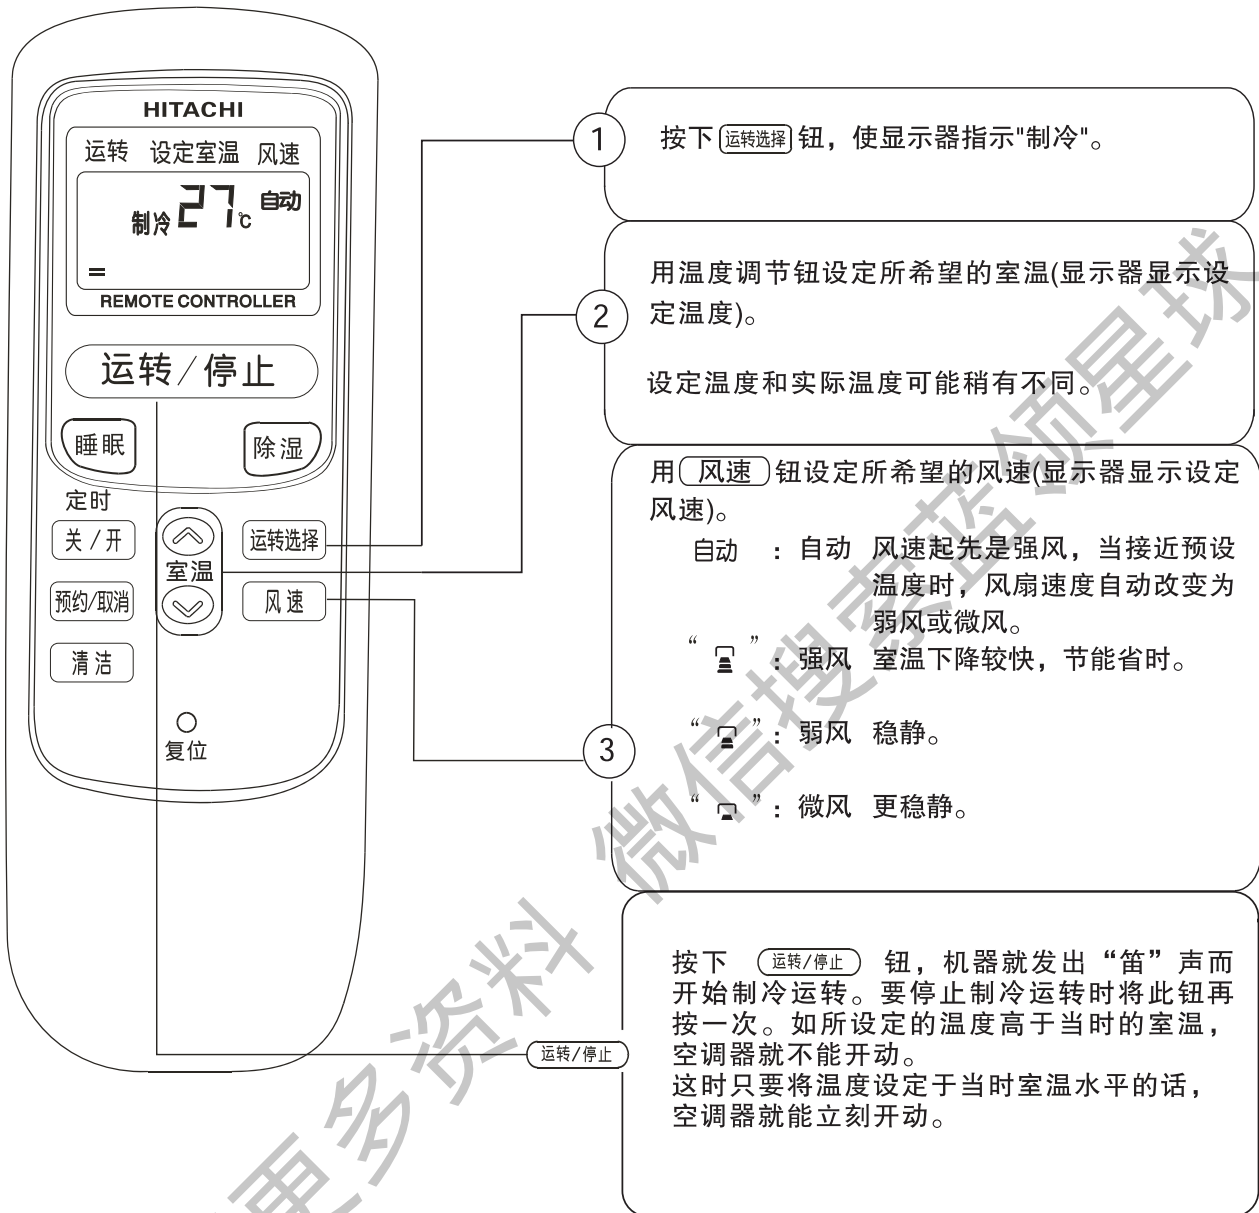 HITACHI
运转 设定室温 风速
制冷 27℃ 自动
REMOTE CONTROLLER
运转/停止
睡眠 除湿
定时
关/开 运转选择
室温
预约/取消 风速
清洁
复位
1 按下 运转选择 钮，使显示器指示"制冷"。
2 用温度调节钮设定所希望的室温(显示器显示设
定温度)。
设定温度和实际温度可能稍有不同。
3 用 风速 钮设定所希望的风速(显示器显示设定
风速)。
自动 ：自动 风速起先是强风，当接近预设
温度时，风扇速度自动改变为
弱风或微风。
“ ”：强风 室温下降较快，节能省时。
“ ”：弱风 稳静。
“ ”：微风 更稳静。
运转/停止
按下 运转/停止 钮，机器就发出“笛”声而
开始制冷运转。要停止制冷运转时将此钮再
按一次。如所设定的温度高于当时的室温，
空调器就不能开动。
这时只要将温度设定于当时室温水平的话，
空调器就能立刻开动。
更多资料 微信搜索蓝领星球